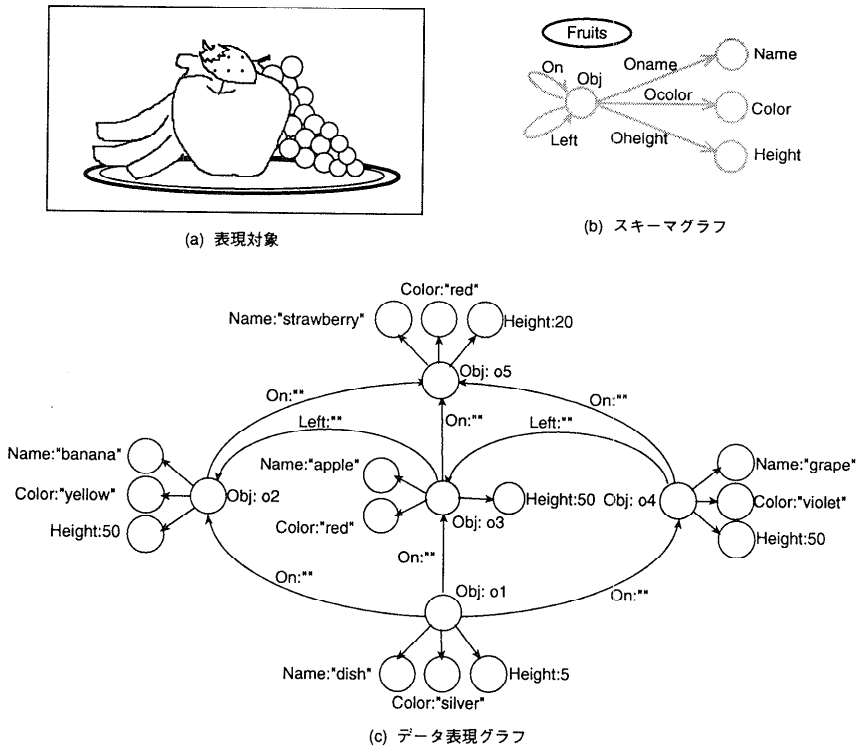 (a) 表現対象
Fruits
On
Obj
Left
Oname
Ocolor
Oheight
Name
Color
Height
(b) スキーマグラフ
Color:"red"
Name:"strawberry"
Height:20
Obj: o5
On:""
On:""
On:""
Left:""
Left:""
Name:"banana"
Color:"yellow"
Height:50
Obj: o2
Name:"apple"
Color:"red"
Height:50
Obj: o3
Obj: o4
Name:"grape"
Color:"violet"
Height:50
On:""
On:""
On:""
Obj: o1
Name:"dish"
Color:"silver"
Height:5
(c) データ表現グラフ